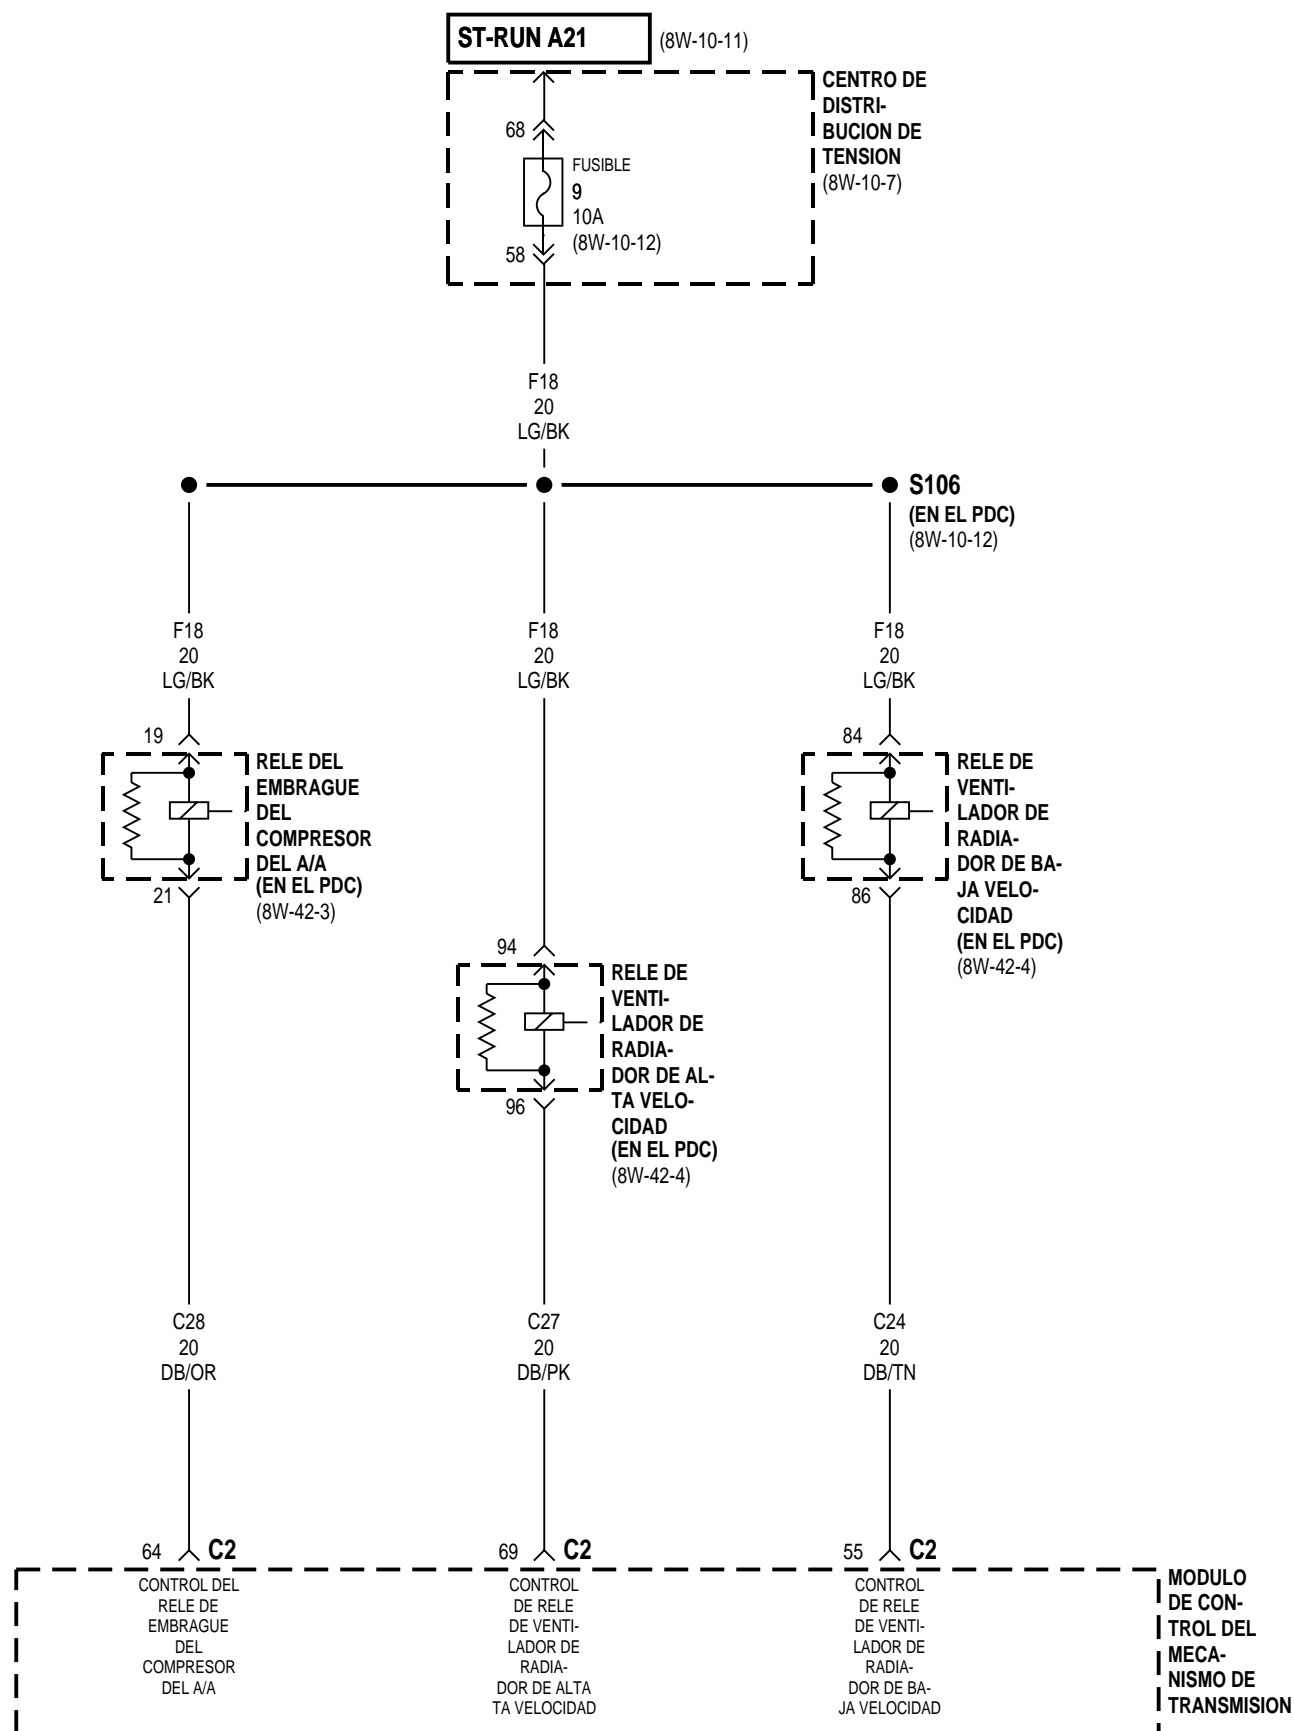 ST-RUN A21
(8W-10-11)
CENTRO DE
DISTRI-
BUCION DE
TENSION
(8W-10-7)
68
FUSIBLE
9
10A
(8W-10-12)
58
F18
20
LG/BK
S106
(EN EL PDC)
(8W-10-12)
F18
20
LG/BK
F18
20
LG/BK
F18
20
LG/BK
19
RELE DEL
EMBRAGUE
DEL
COMPRESOR
DEL A/A
(EN EL PDC)
(8W-42-3)
21
84
RELE DE
VENTI-
LADOR DE
RADIA-
DOR DE BA-
JA VELO-
CIDAD
(EN EL PDC)
(8W-42-4)
86
94
RELE DE
VENTI-
LADOR DE
RADIA-
DOR DE AL-
TA VELO-
CIDAD
(EN EL PDC)
(8W-42-4)
96
C28
20
DB/OR
C27
20
DB/PK
C24
20
DB/TN
64
C2
69
C2
55
C2
CONTROL DEL
RELE DE
EMBRAGUE
DEL
COMPRESOR
DEL A/A
CONTROL
DE RELE
DE VENTI-
LADOR DE
RADIA-
DOR DE ALTA
TA VELOCIDAD
CONTROL
DE RELE
DE VENTI-
LADOR DE
RADIA-
DOR DE BA-
JA VELOCIDAD
MODULO
DE CON-
TROL DEL
MECA-
NISMO DE
TRANSMISION